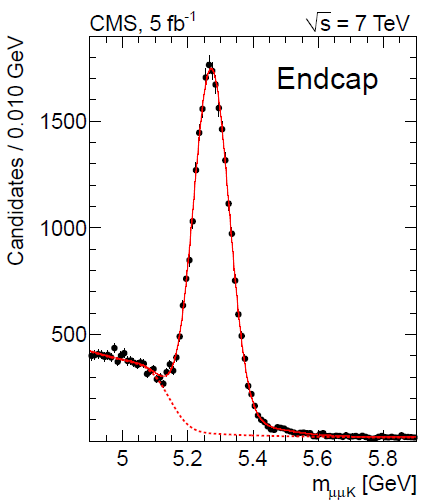 CMS, 5 fb⁻¹ √s = 7 TeV
Endcap
Candidates / 0.010 GeV
1500
1000
500
5 5.2 5.4 5.6 5.8
m_μμK [GeV]